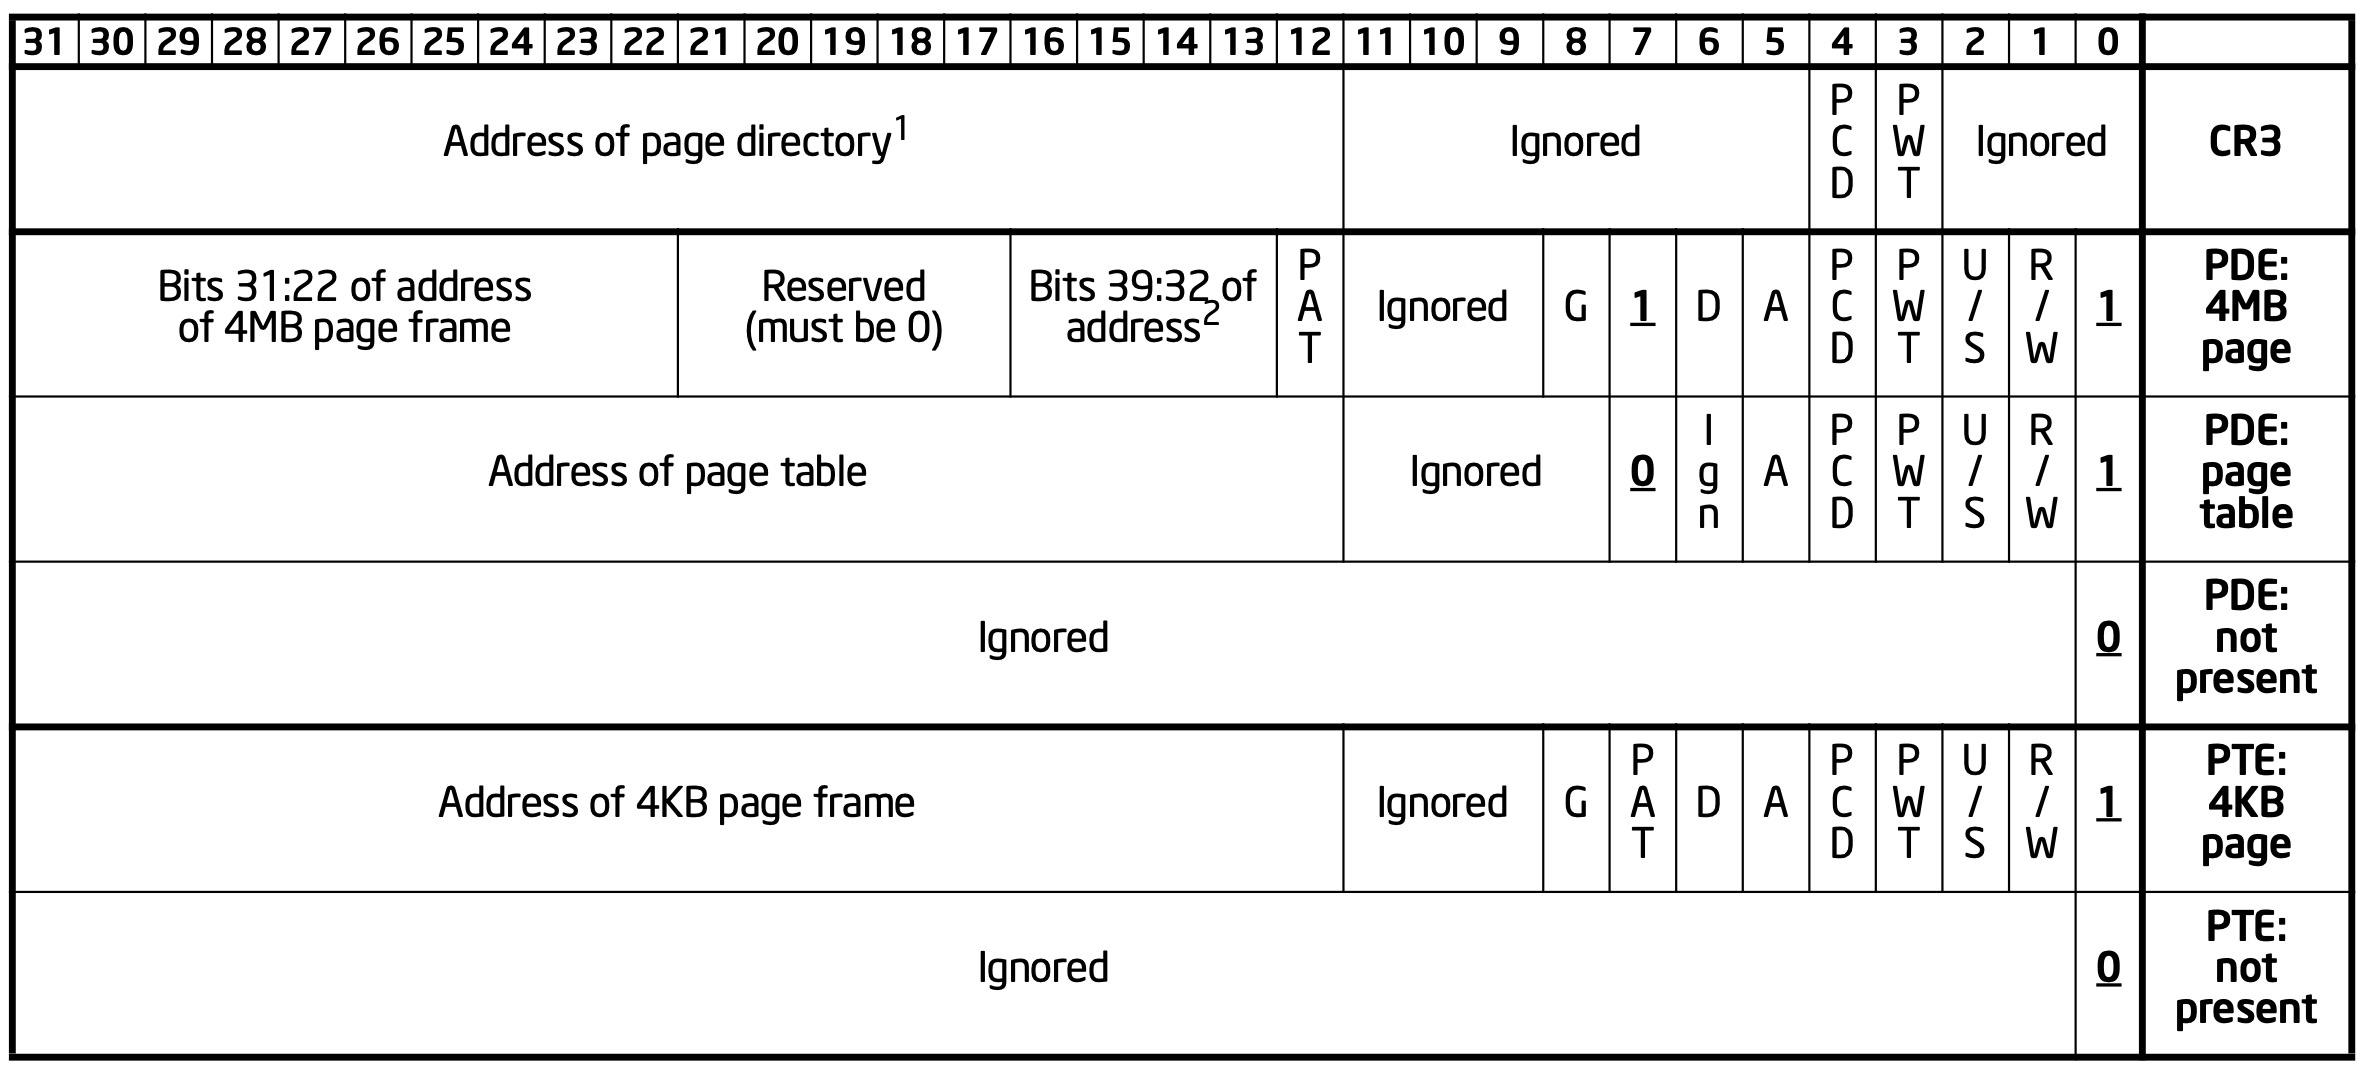 31 30 29 28 27 26 25 24 23 22 21 20 19 18 17 16 15 14 13 12 11 10 9 8 7 6 5 4 3 2 1 0
Address of page directory1 Ignored PCD PWT Ignored CR3
Bits 31:22 of address
of 4MB page frame
Reserved
(must be 0)
Bits 39:32 of
address2
PAT
Ignored
G
1
D
A
PCD
PWT
U/S
R/W
1
PDE:
4MB
page
Address of page table
Ignored
0
Ign
A
PCD
PWT
U/S
R/W
1
PDE:
page
table
Ignored
0
PDE:
not
present
Address of 4KB page frame
Ignored
G
PAT
D
A
PCD
PWT
U/S
R/W
1
PTE:
4KB
page
Ignored
0
PTE:
not
present